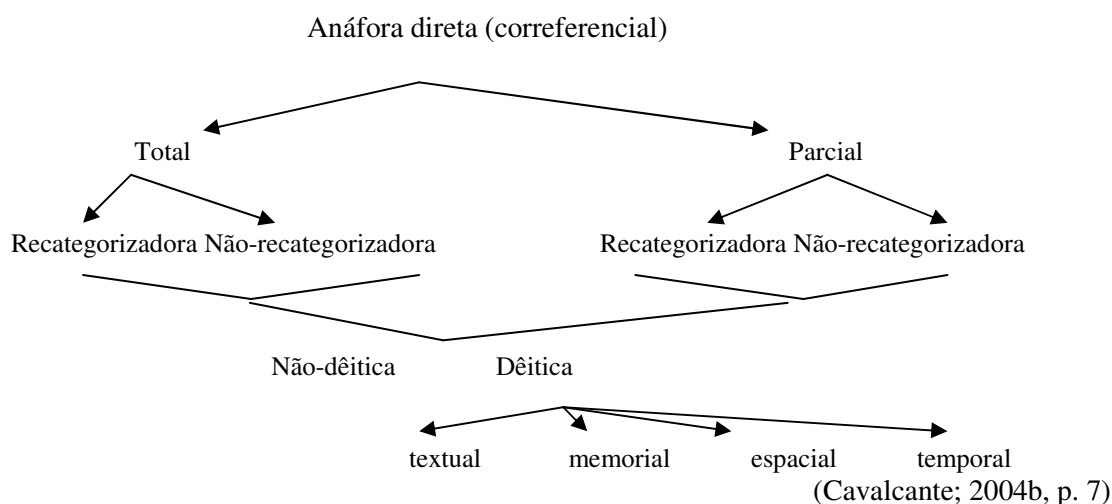 Anáfora direta (correferencial)
Total Parcial
Recategorizadora Não-recategorizadora Recategorizadora Não-recategorizadora
Não-dêitica Dêitica
textual memorial espacial temporal
(Cavalcante; 2004b, p. 7)